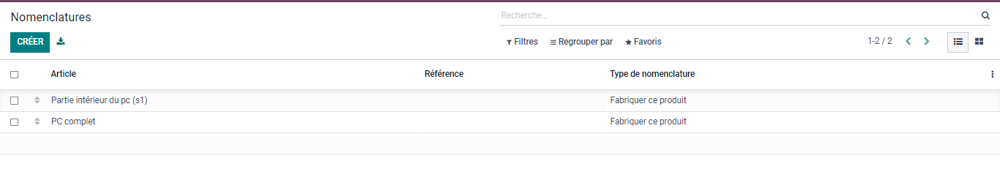 Nomenclatures
Recherche...
CRÉER
Filtres Regrouper par Favoris 1-2 / 2
Article Référence Type de nomenclature
Partie intérieur du pc (s1) Fabriquer ce produit
PC complet Fabriquer ce produit